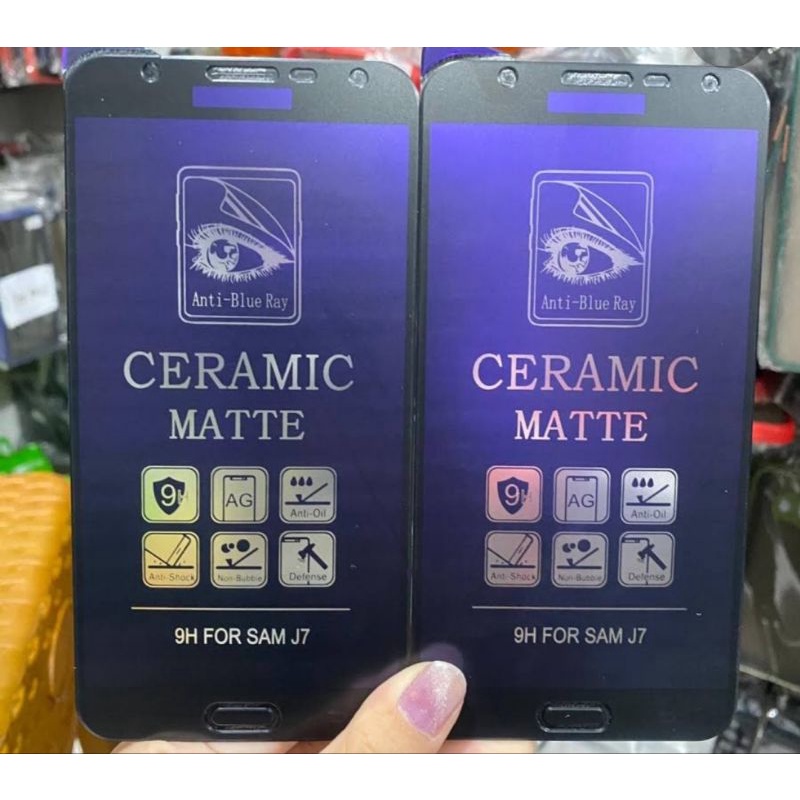 Anti-Blue Ray
CERAMIC
MATTE
9H
AG
Anti-Oil
Anti-Shock
Non-Bubble
Defense
9H FOR SAM J7
Anti-Blue Ray
CERAMIC
MATTE
9H
AG
Anti-Oil
Anti-Shock
Non-Bubble
Defense
9H FOR SAM J7